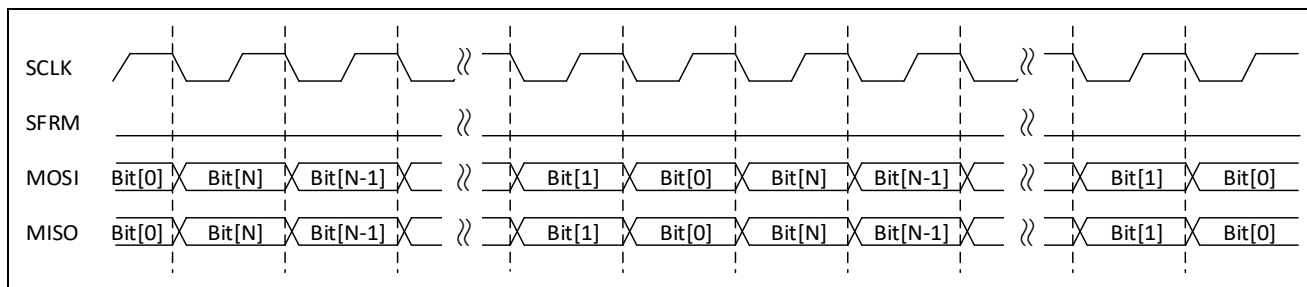 SCLK
SFRM
MOSI Bit[0] Bit[N] Bit[N-1] Bit[1] Bit[0] Bit[N] Bit[N-1] Bit[1] Bit[0]
MISO Bit[0] Bit[N] Bit[N-1] Bit[1] Bit[0] Bit[N] Bit[N-1] Bit[1] Bit[0]